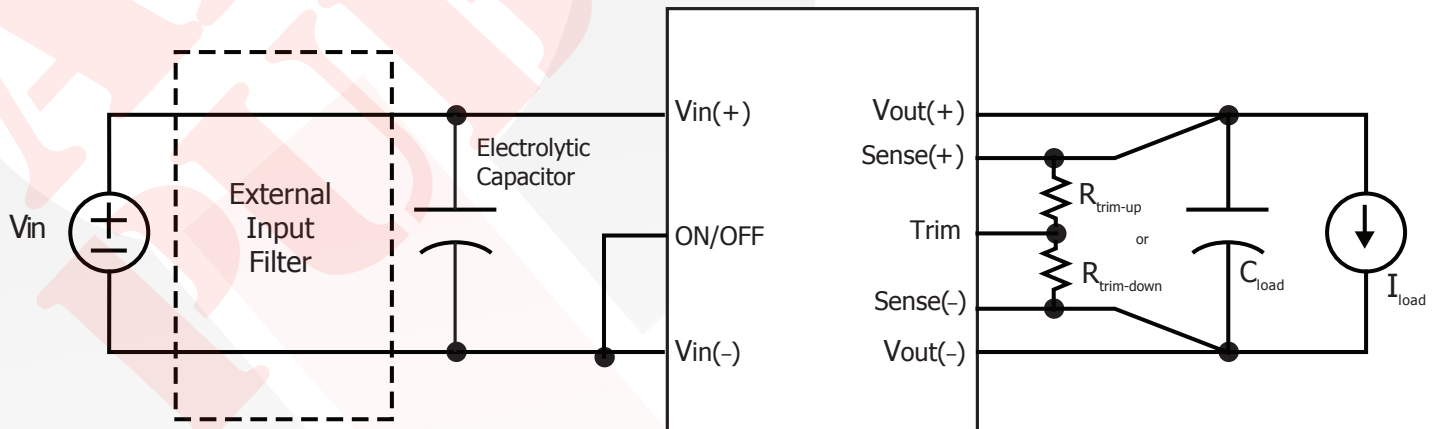 Vin
External
Input
Filter
Electrolytic
Capacitor
Vin(+)
ON/OFF
Vin(–)
Vout(+)
Sense(+)
Trim
Sense(–)
Vout(–)
R trim-up
or
R trim-down
C load
I load